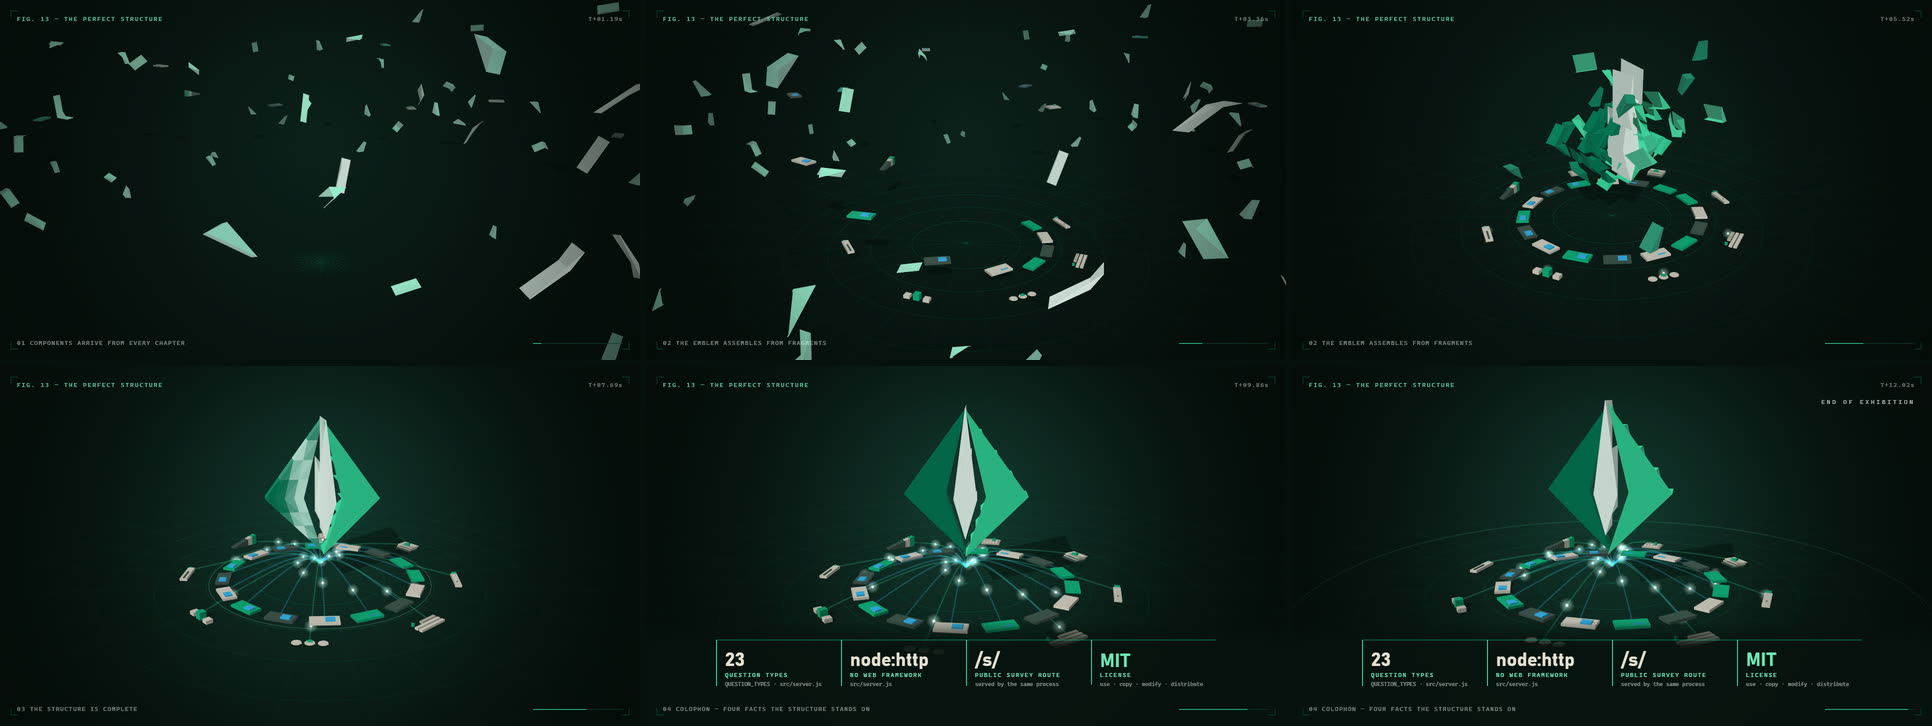 FIG. 13 — THE PERFECT STRUCTURE
T+01.19s
01 COMPONENTS ARRIVE FROM EVERY CHAPTER
FIG. 13 — THE PERFECT STRUCTURE
T+03.36s
02 THE EMBLEM ASSEMBLES FROM FRAGMENTS
FIG. 13 — THE PERFECT STRUCTURE
T+05.52s
02 THE EMBLEM ASSEMBLES FROM FRAGMENTS
FIG. 13 — THE PERFECT STRUCTURE
T+07.69s
03 THE STRUCTURE IS COMPLETE
FIG. 13 — THE PERFECT STRUCTURE
T+09.86s
23
QUESTION TYPES
QUESTION_TYPES · src/server.js
node:http
NO WEB FRAMEWORK
src/server.js
/s/
PUBLIC SURVEY ROUTE
served by the same process
MIT
LICENSE
use · copy · modify · distribute
04 COLOPHON — FOUR FACTS THE STRUCTURE STANDS ON
FIG. 13 — THE PERFECT STRUCTURE
T+12.02s
END OF EXHIBITION
23
QUESTION TYPES
QUESTION_TYPES · src/server.js
node:http
NO WEB FRAMEWORK
src/server.js
/s/
PUBLIC SURVEY ROUTE
served by the same process
MIT
LICENSE
use · copy · modify · distribute
04 COLOPHON — FOUR FACTS THE STRUCTURE STANDS ON